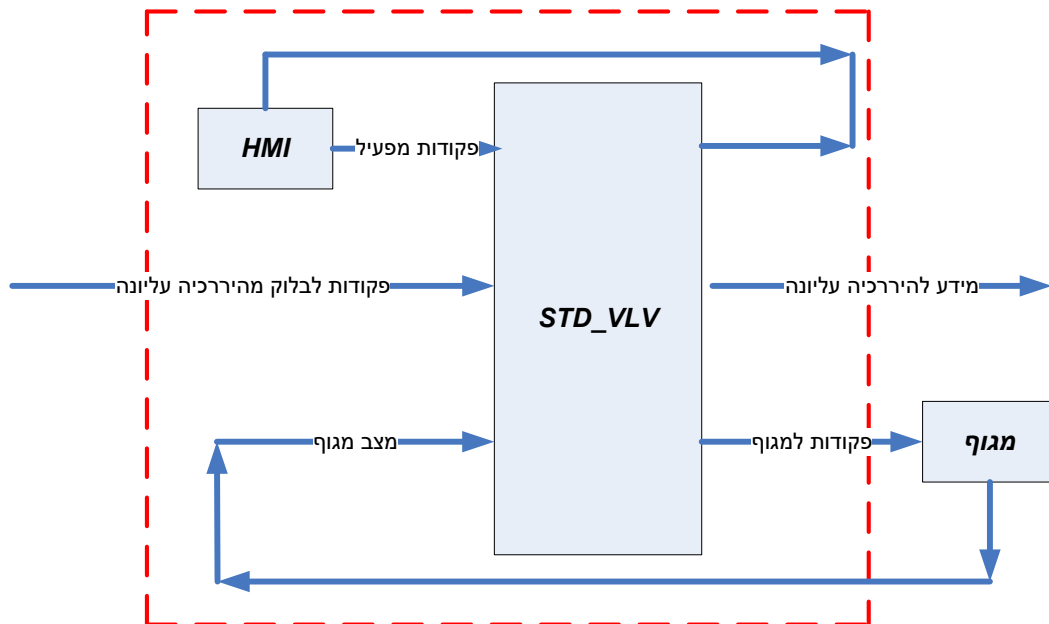 HMI
פקודות מפעיל
פקודות לבלוק מהיררכיה עליונה
STD_VLV
מידע להיררכיה עליונה
מצב מגוף
פקודות למגוף
מגוף